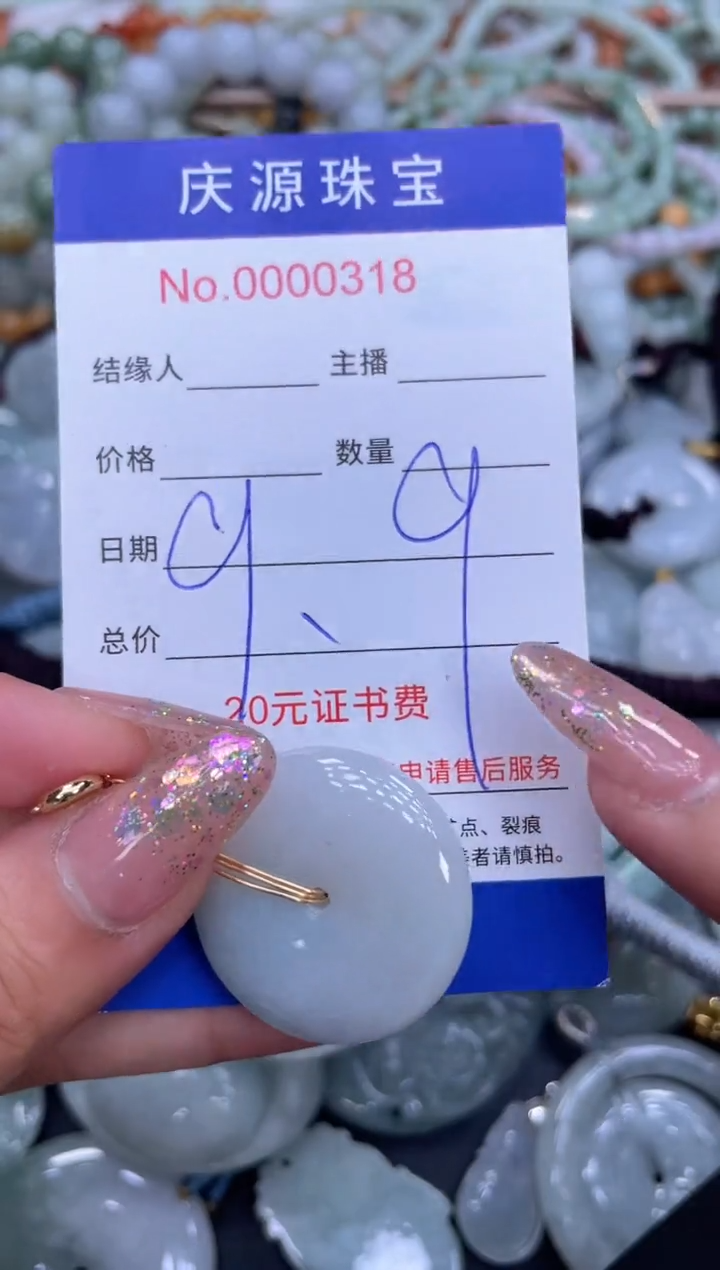 庆源珠宝
No.0000318
结缘人 主播
价格 数量
日期
总价
9、9
20元证书费
申请售后服务
点、裂痕
者请慎拍。